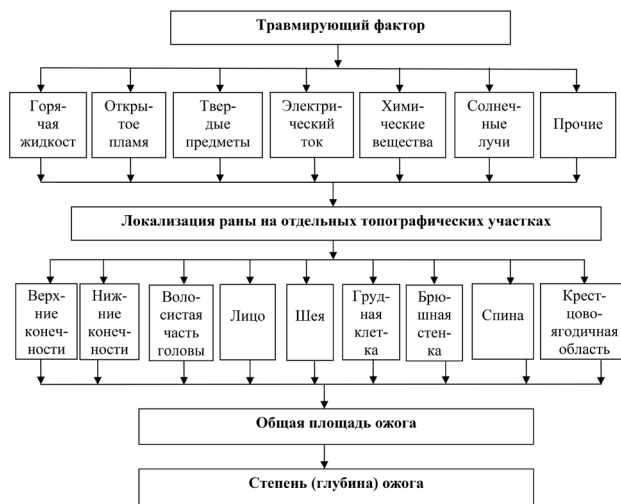 Травмирующий фактор
Горя-
чая
жидкост
Откры-
тое
пламя
Твер-
дые
предметы
Электри-
ческий
ток
Хими-
ческие
вещества
Солнеч-
ные
лучи
Прочие
Локализация раны на отдельных топографических участках
Верх-
ние
конеч-
ности
Ниж-
ние
конеч-
ности
Воло-
систая
часть
головы
Лицо
Шея
Груд-
ная
клет-
ка
Брю-
шная
стен-
ка
Спина
Крест-
цово-
ягодичная
область
Общая площадь ожога
Степень (глубина) ожога